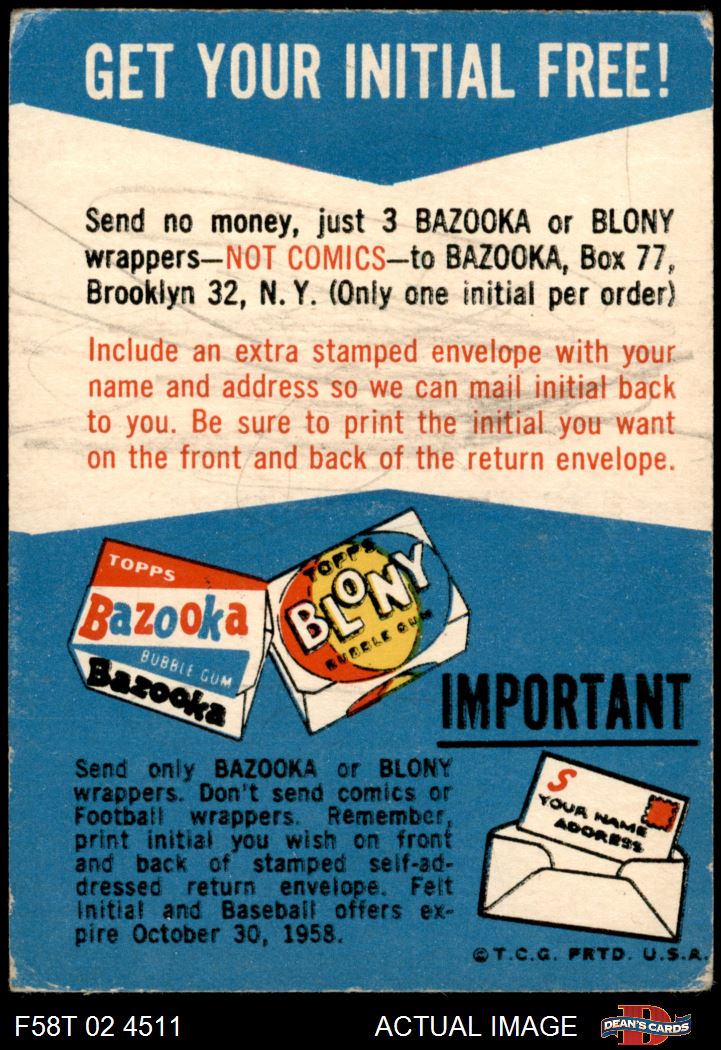 GET YOUR INITIAL FREE!
Send no money, just 3 BAZOOKA or BLONY
wrappers—NOT COMICS—to BAZOOKA, Box 77,
Brooklyn 32, N. Y. (Only one initial per order)
Include an extra stamped envelope with your
name and address so we can mail initial back
to you. Be sure to print the initial you want
on the front and back of the return envelope.
TOPPS
Bazooka
BUBBLE GUM
Bazooka
TOPPS
BLONY
BUBBLE GUM
IMPORTANT
Send only BAZOOKA or BLONY
wrappers. Don't send comics or
Football wrappers. Remember,
print initial you wish on front
and back of stamped self-ad-
dressed return envelope. Felt
Initial and Baseball offers ex-
pire October 30, 1958.
S
YOUR NAME
ADDRESS
©T.C.G. PRTD. U.S.A.
F58T 02 4511
ACTUAL IMAGE
D
DEAN'S CARDS